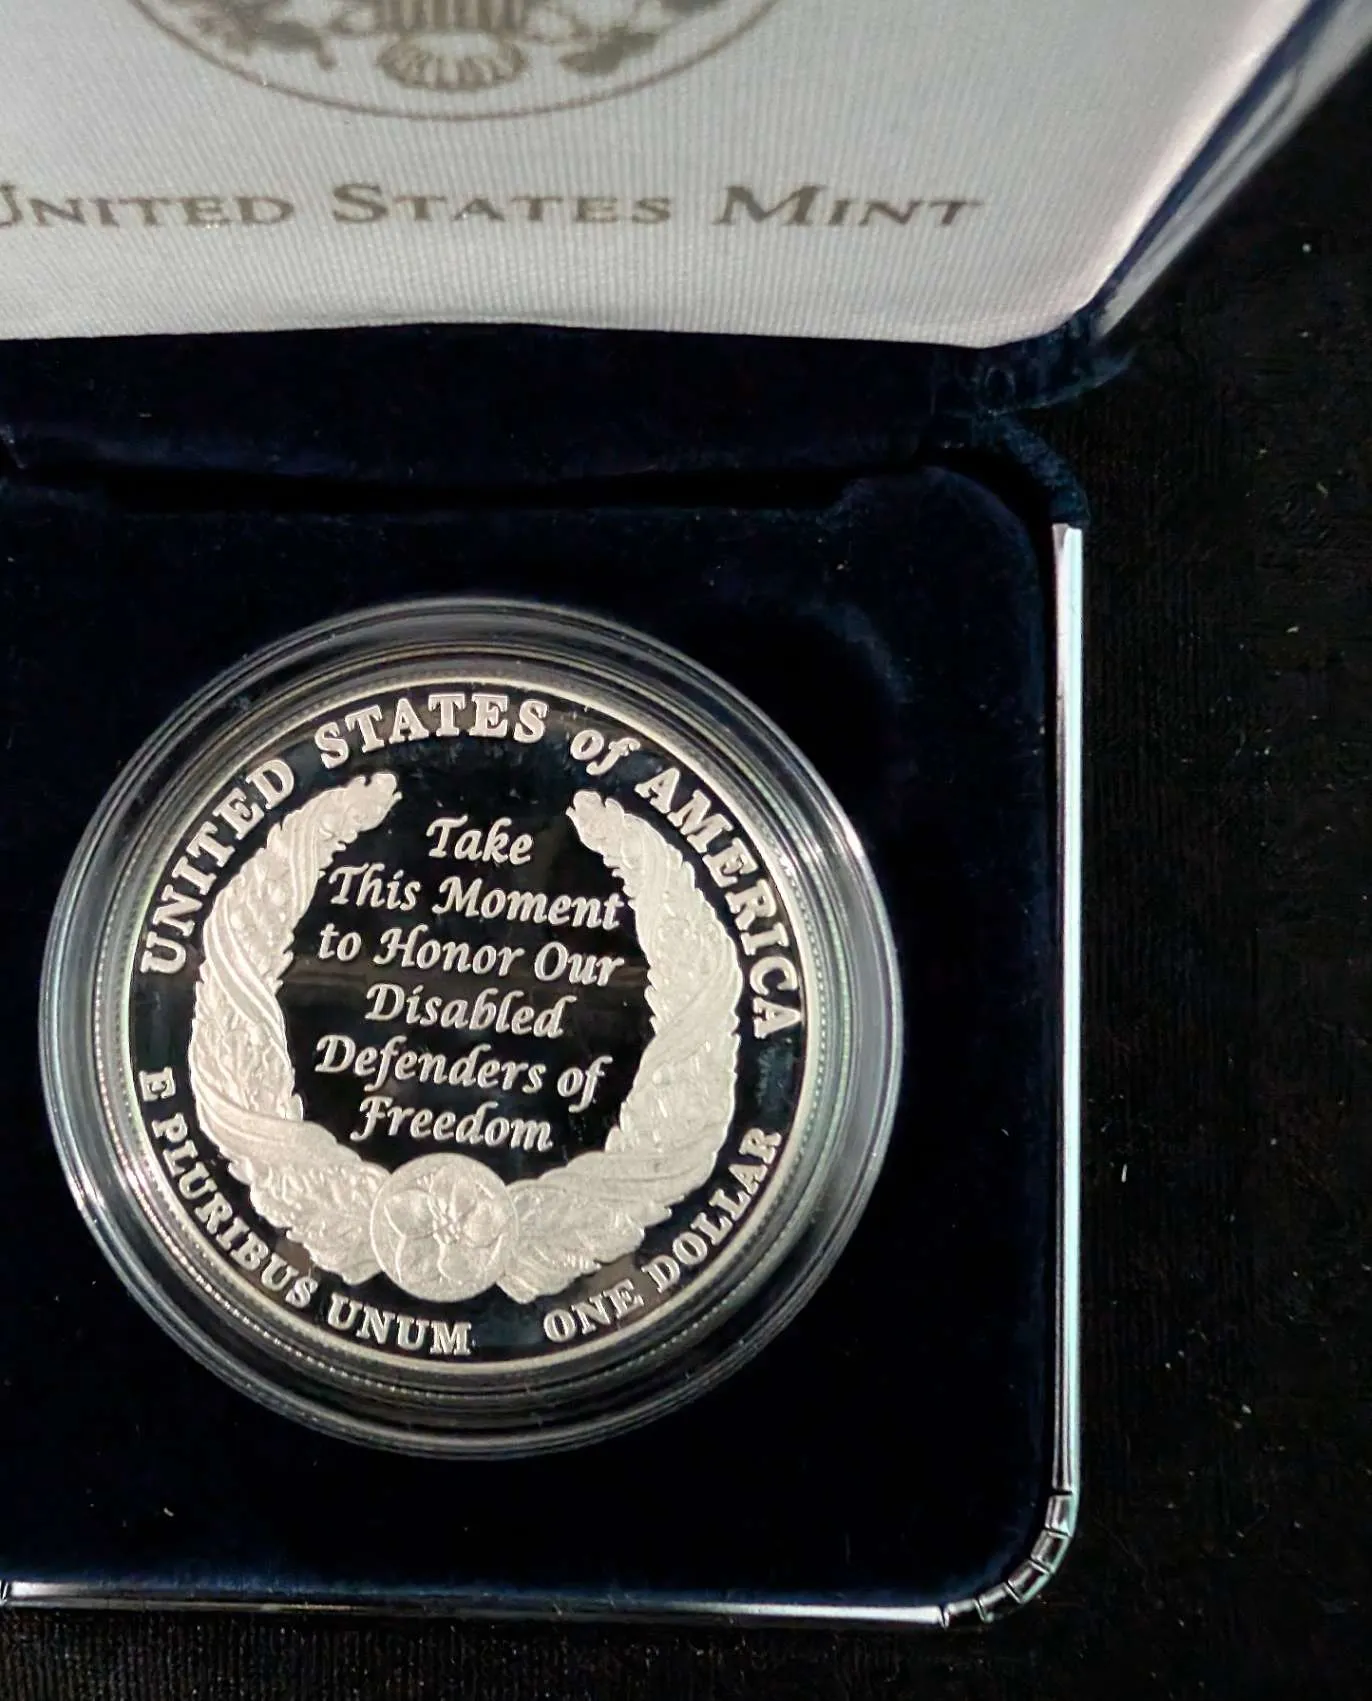 UNITED STATES MINT
UNITED STATES of AMERICA
Take
This Moment
to Honor Our
Disabled
Defenders of
Freedom
E PLURIBUS UNUM
ONE DOLLAR